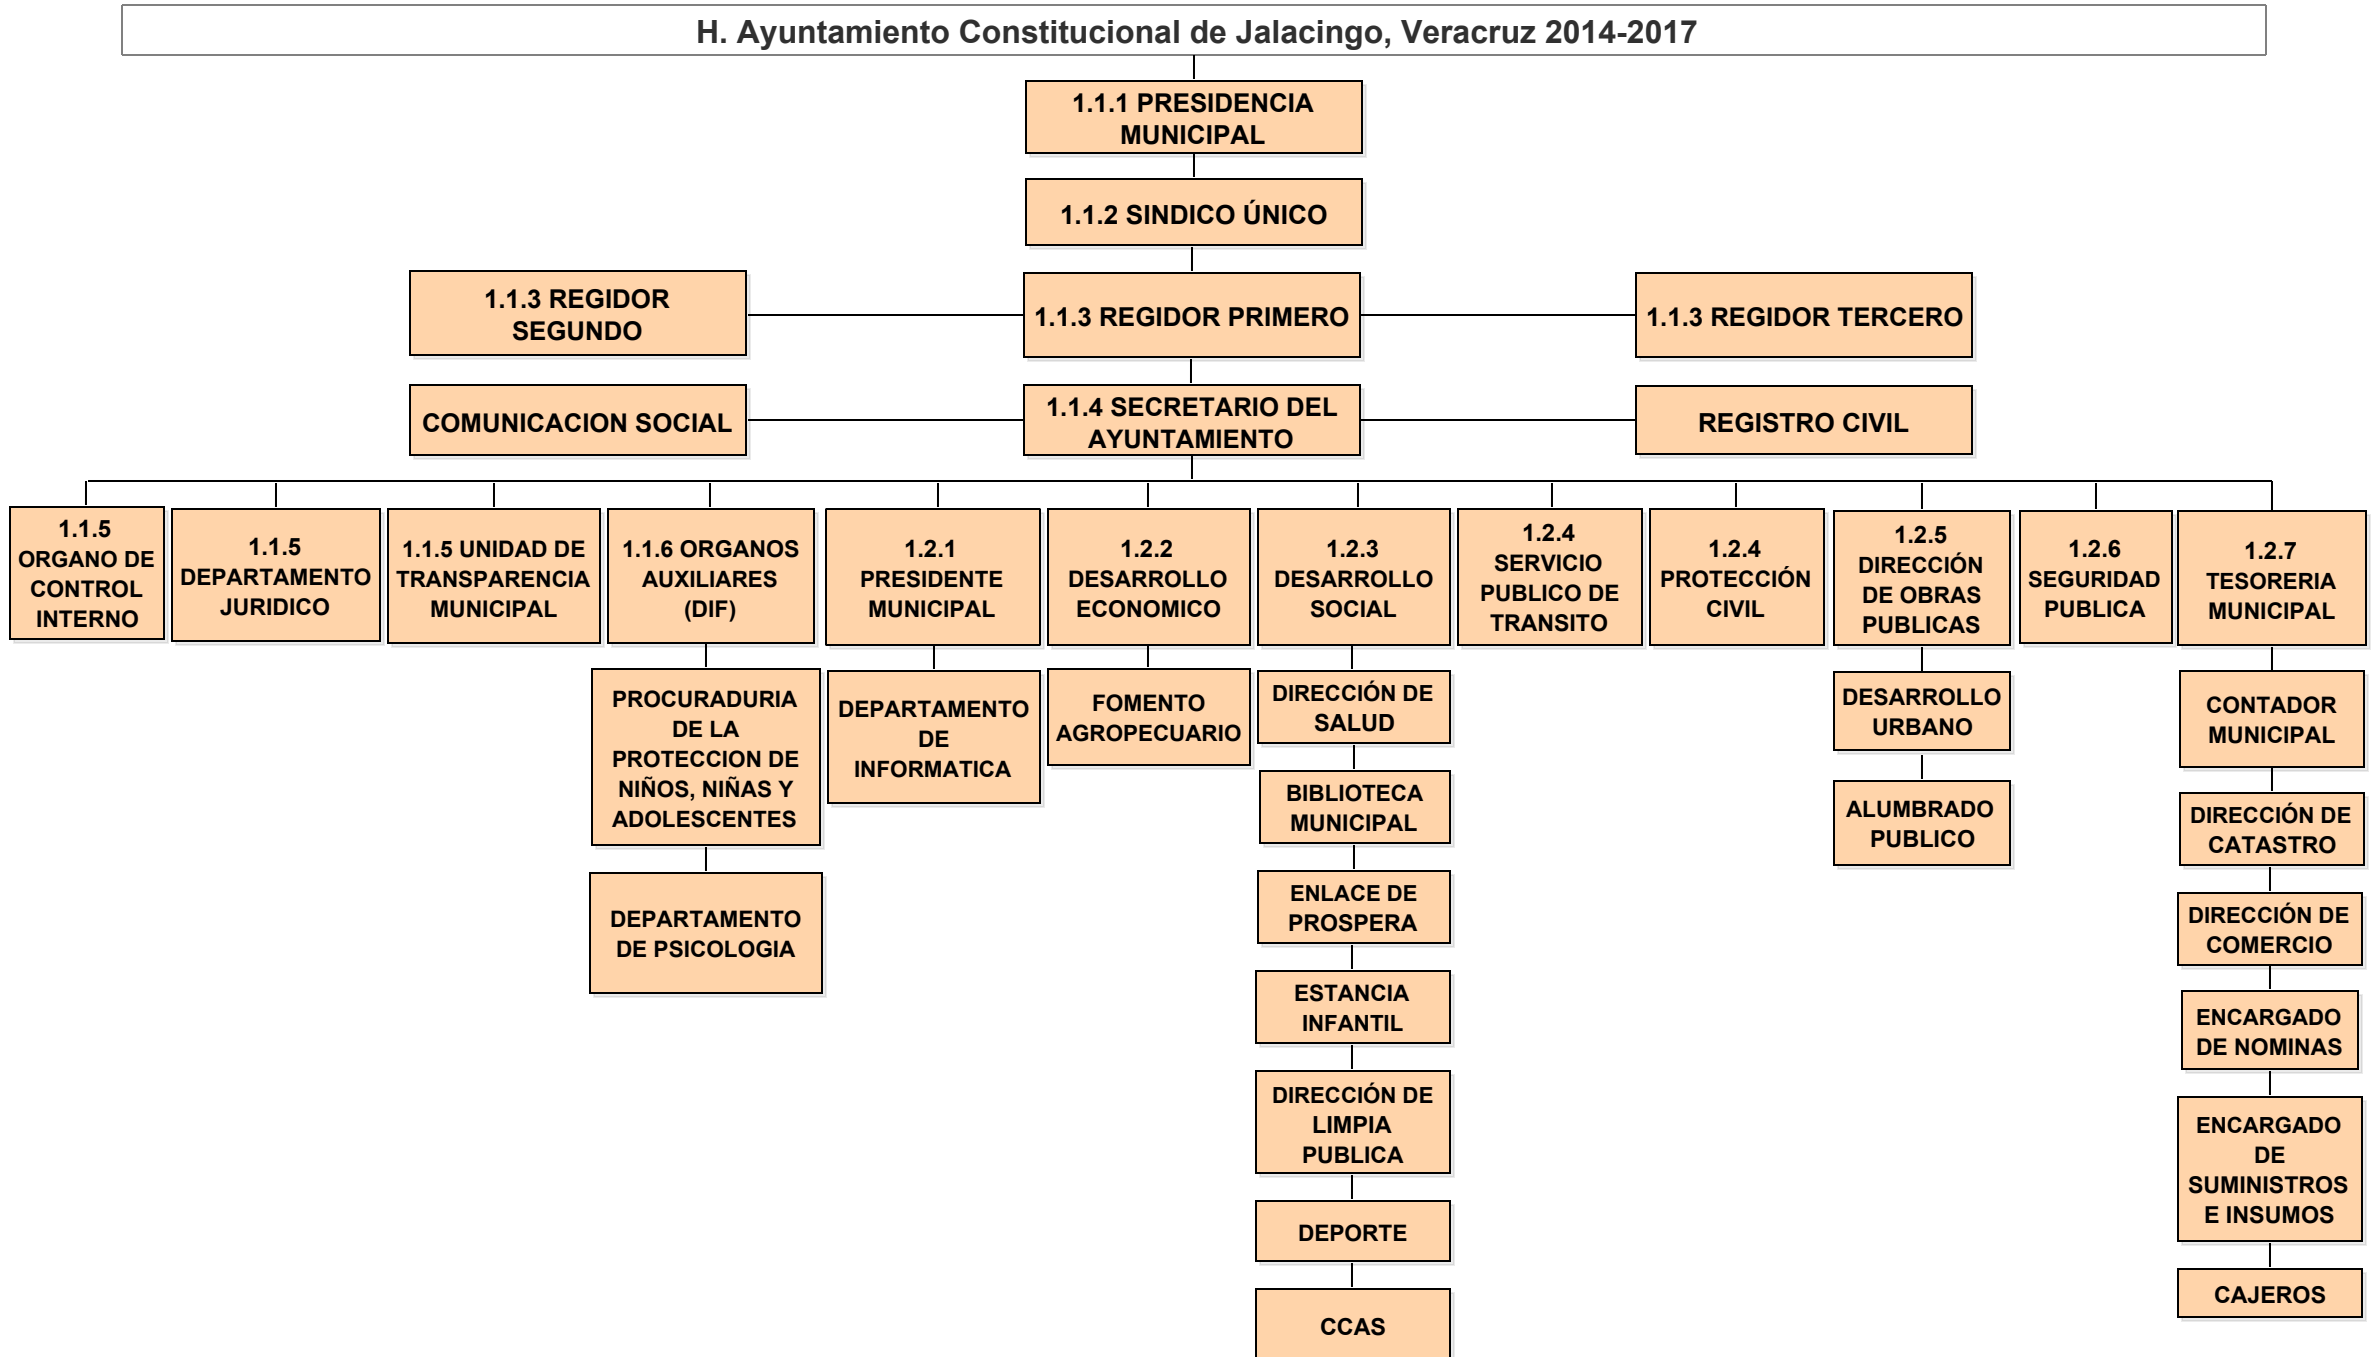 H. Ayuntamiento Constitucional de Jalacingo, Veracruz 2014-2017
1.1.1 PRESIDENCIA
MUNICIPAL
1.1.2 SINDICO ÚNICO
1.1.3 REGIDOR
SEGUNDO
1.1.3 REGIDOR PRIMERO
1.1.3 REGIDOR TERCERO
COMUNICACION SOCIAL
1.1.4 SECRETARIO DEL
AYUNTAMIENTO
REGISTRO CIVIL
1.1.5
ORGANO DE
CONTROL
INTERNO
1.1.5
DEPARTAMENTO
JURIDICO
1.1.5 UNIDAD DE
TRANSPARENCIA
MUNICIPAL
1.1.6 ORGANOS
AUXILIARES
(DIF)
1.2.1
PRESIDENTE
MUNICIPAL
1.2.2
DESARROLLO
ECONOMICO
1.2.3
DESARROLLO
SOCIAL
1.2.4
SERVICIO
PUBLICO DE
TRANSITO
1.2.4
PROTECCIÓN
CIVIL
1.2.5
DIRECCIÓN
DE OBRAS
PUBLICAS
1.2.6
SEGURIDAD
PUBLICA
1.2.7
TESORERIA
MUNICIPAL
PROCURADURIA
DE LA
PROTECCION DE
NIÑOS, NIÑAS Y
ADOLESCENTES
DEPARTAMENTO
DE PSICOLOGIA
DEPARTAMENTO
DE
INFORMATICA
FOMENTO
AGROPECUARIO
DIRECCIÓN DE
SALUD
BIBLIOTECA
MUNICIPAL
ENLACE DE
PROSPERA
ESTANCIA
INFANTIL
DIRECCIÓN DE
LIMPIA
PUBLICA
DEPORTE
CCAS
DESARROLLO
URBANO
ALUMBRADO
PUBLICO
CONTADOR
MUNICIPAL
DIRECCIÓN DE
CATASTRO
DIRECCIÓN DE
COMERCIO
ENCARGADO
DE NOMINAS
ENCARGADO
DE
SUMINISTROS
E INSUMOS
CAJEROS